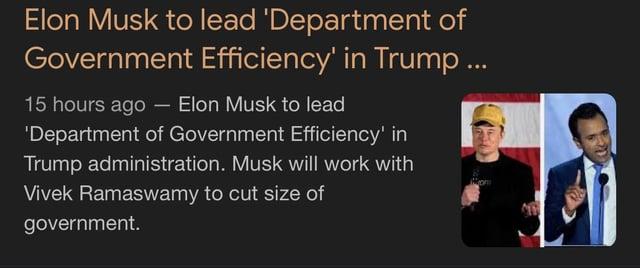 Elon Musk to lead 'Department of
Government Efficiency' in Trump ...
15 hours ago — Elon Musk to lead
'Department of Government Efficiency' in
Trump administration. Musk will work with
Vivek Ramaswamy to cut size of
government.